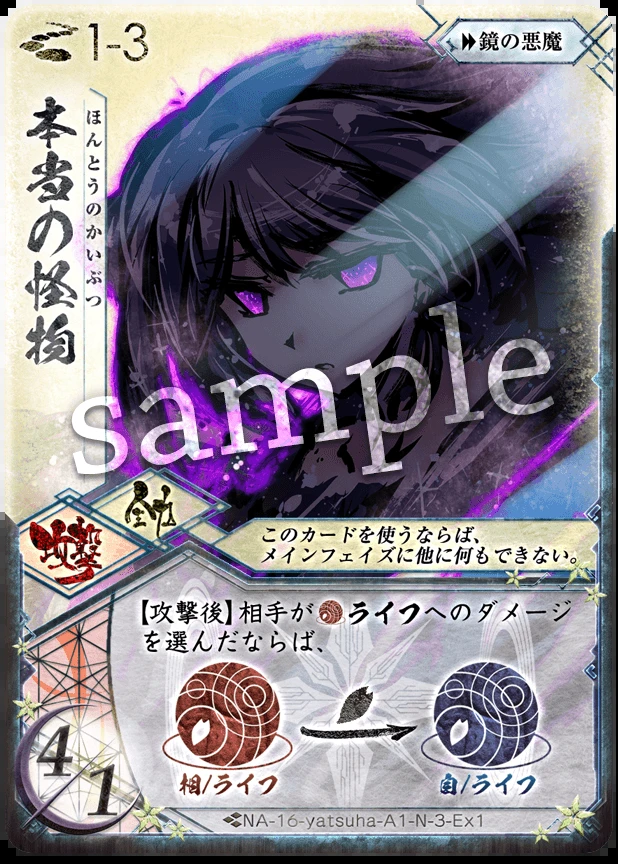 1-3
▶▶鏡の悪魔
本当の怪物
ほんとうのかいぶつ
sample
攻撃
全力
このカードを使うならば、
メインフェイズに他に何もできない。
【攻撃後】相手がライフへのダメージ
を選んだならば、
相/ライフ
自/ライフ
4/1
NA-16-yatsuha-A1-N-3-Ex1